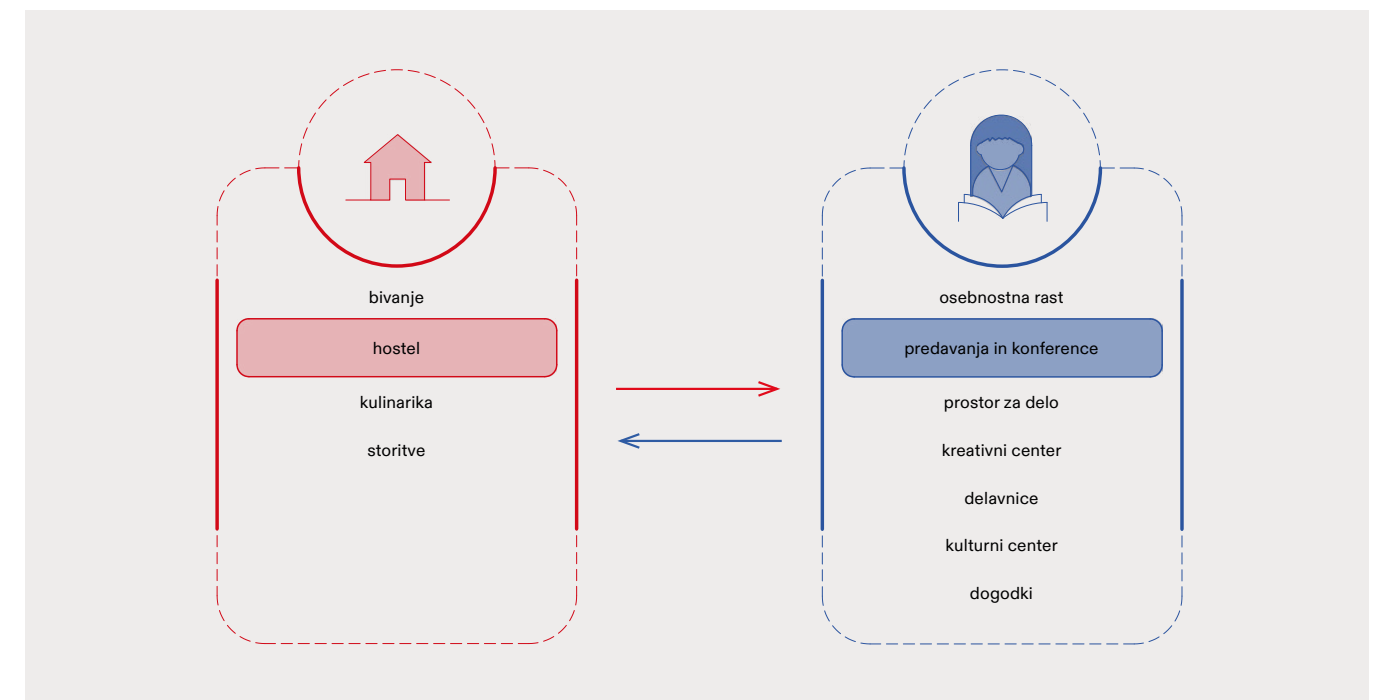 bivanje
hostel
kulinarika
storitve
osebnostna rast
predavanja in konference
prostor za delo
kreativni center
delavnice
kulturni center
dogodki